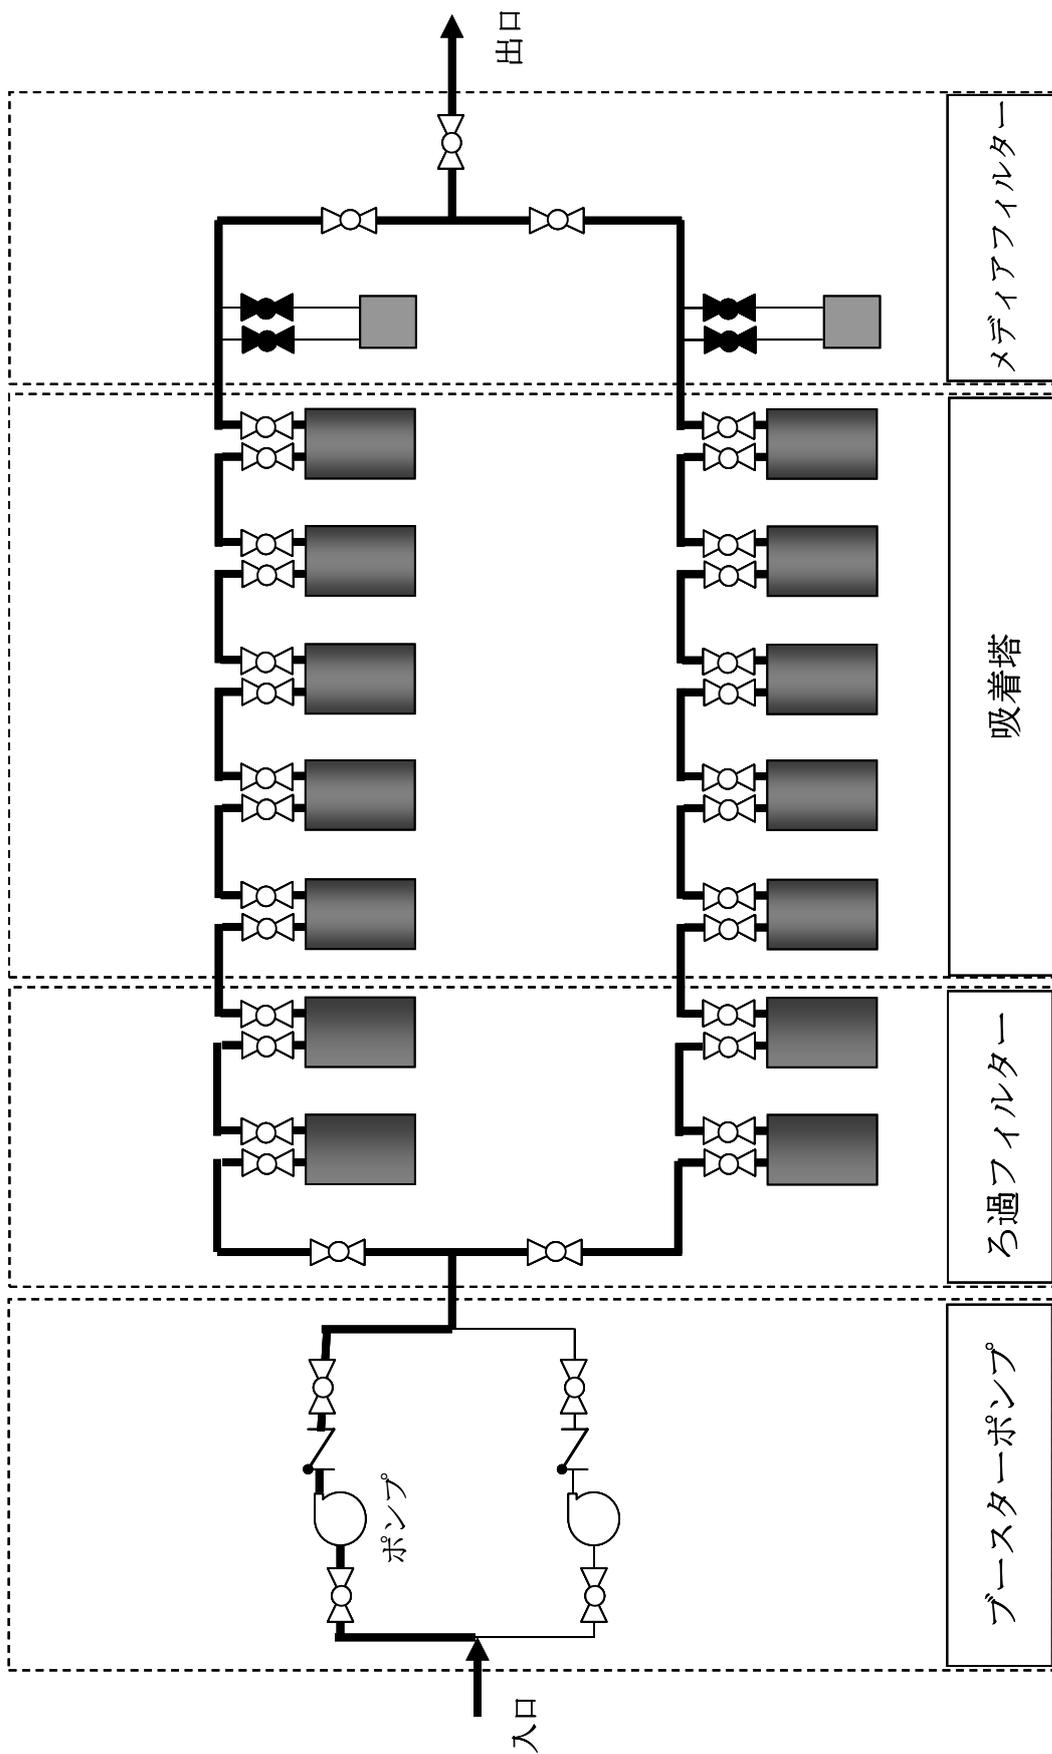 入口
ポンプ
出口
ブースターポンプ
ろ過フィルター
吸着塔
メディアフィルター